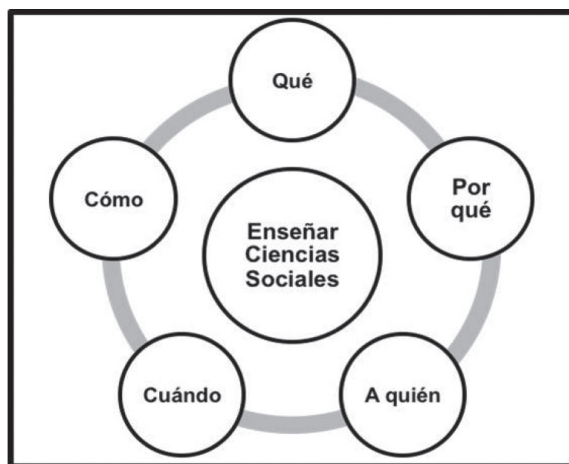 Qué
Por
qué
A quién
Cuándo
Cómo
Enseñar
Ciencias
Sociales